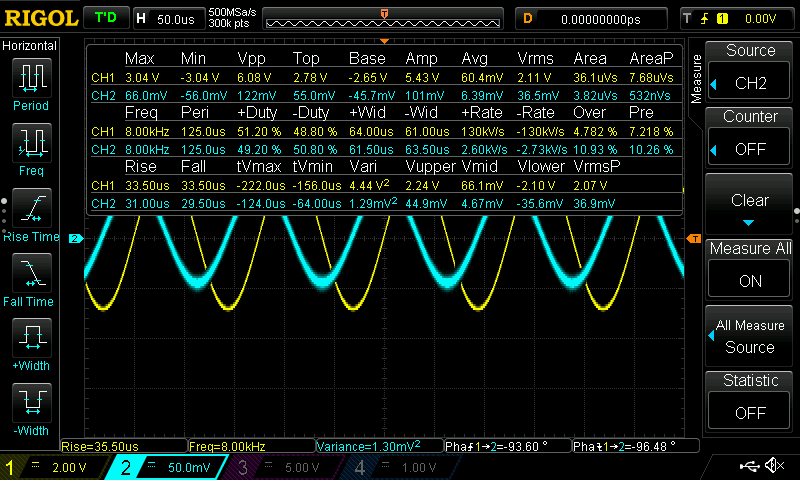 RIGOL T'D H 50.0us 500MSa/s 300k pts T D 0.00000000ps T 1 0.00V
Horizontal
Period
Freq
Rise Time
Fall Time
+Width
-Width
Max Min Vpp Top Base Amp Avg Vrms Area AreaP
CH1 3.04 V -3.04 V 6.08 V 2.78 V -2.65 V 5.43 V 60.4mV 2.11 V 36.1uVs 7.68uVs
CH2 66.0mV -56.0mV 122mV 55.0mV -45.7mV 101mV 6.39mV 36.5mV 3.82uVs 532nVs
Freq Peri +Duty -Duty +Wid -Wid +Rate -Rate Over Pre
CH1 8.00kHz 125.0us 51.20 % 48.80 % 64.00us 61.00us 130kV/s -130kV/s 4.782 % 7.218 %
CH2 8.00kHz 125.0us 49.20 % 50.80 % 61.50us 63.50us 2.60kV/s -2.73kV/s 10.93 % 10.26 %
Rise Fall tVmax tVmin Vari Vupper Vmid Vlower VrmsP
CH1 33.50us 33.50us -222.0us -156.0us 4.44 V² 2.24 V 66.1mV -2.10 V 2.07 V
CH2 31.00us 29.50us -124.0us -64.00us 1.29mV² 44.9mV 4.67mV -35.6mV 36.9mV
2
T
Measure
Source
CH2
Counter
OFF
Clear
Measure All
ON
All Measure
Source
Statistic
OFF
Rise=35.50us Freq=8.00kHz Variance=1.30mV² Pha1→2=-93.60 ° Pha1→2=-96.48 °
1 2.00 V 2 50.0mV 3 5.00 V 4 1.00 V